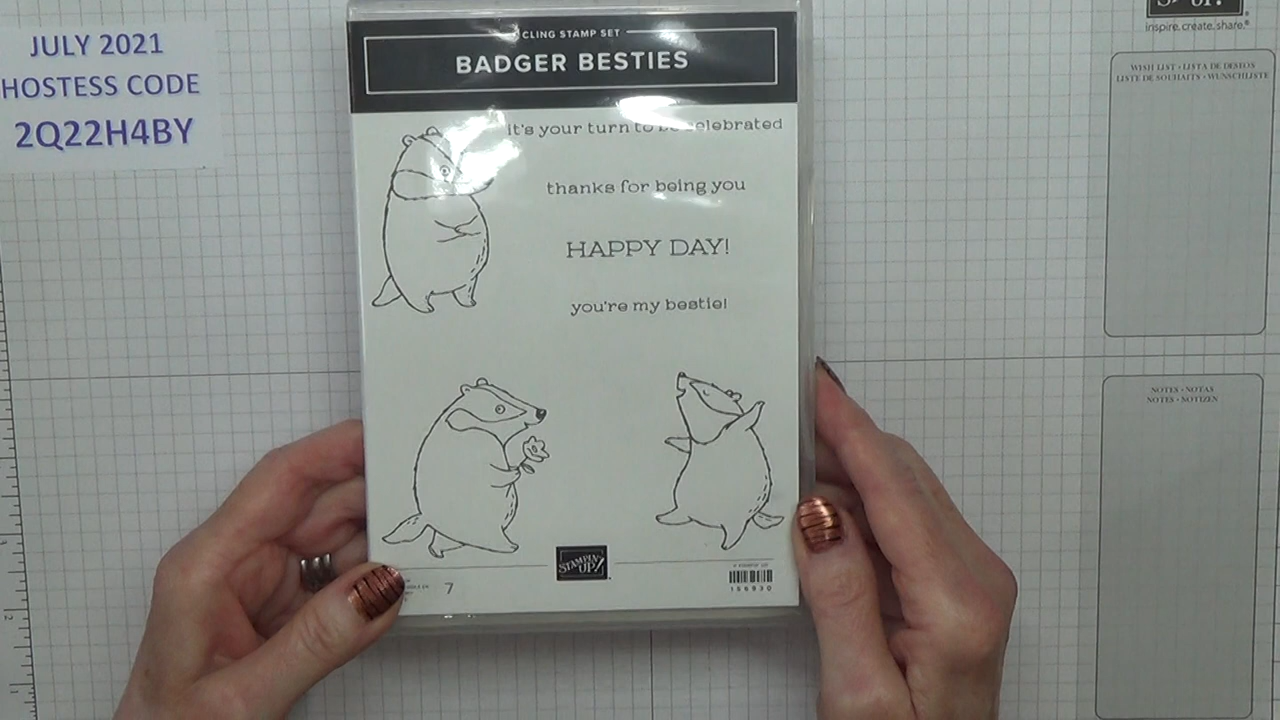 JULY 2021
HOSTESS CODE
2Q22H4BY
CLING STAMP SET
BADGER BESTIES
it's your turn to be celebrated
thanks for being you
HAPPY DAY!
you're my bestie!
STAMPIN' UP!
7
156930
inspire.create.share.®
WISH LIST • LISTA DE DESEOS
LISTE DE SOUHAITS • WUNSCHLISTE
NOTES • NOTAS
NOTES • NOTIZEN